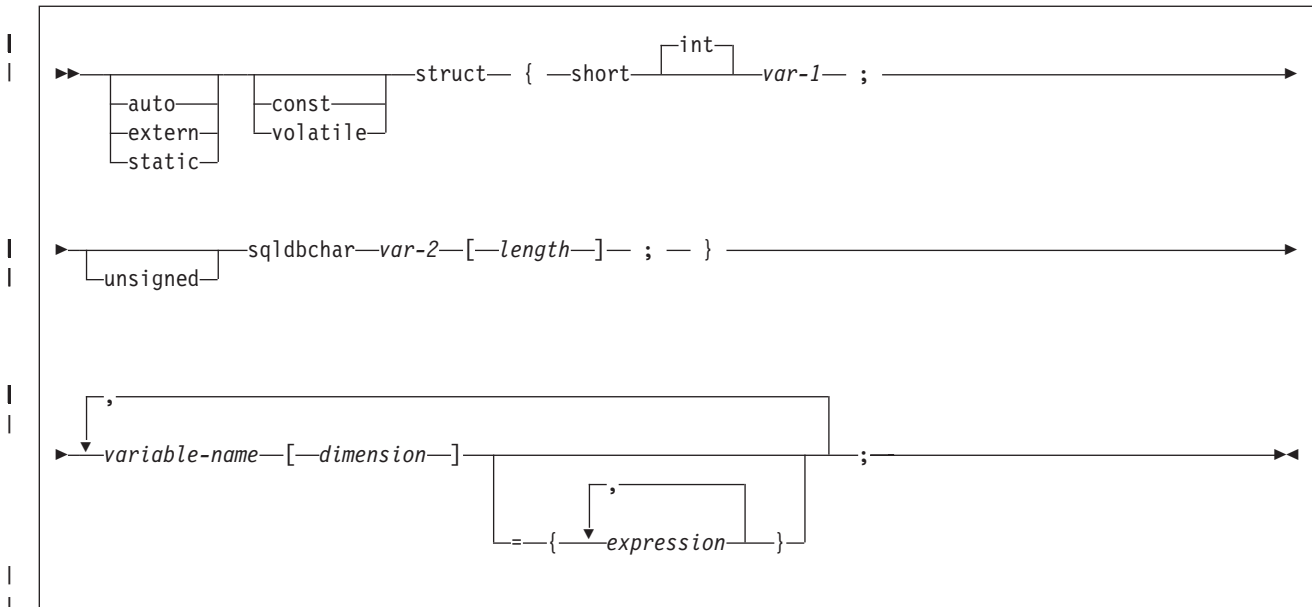 int
struct { short var-1 ;
auto const
extern volatile
static
sqldbchar var-2 [ length ] ; }
unsigned
,
variable-name [ dimension ] ;
,
= { expression }